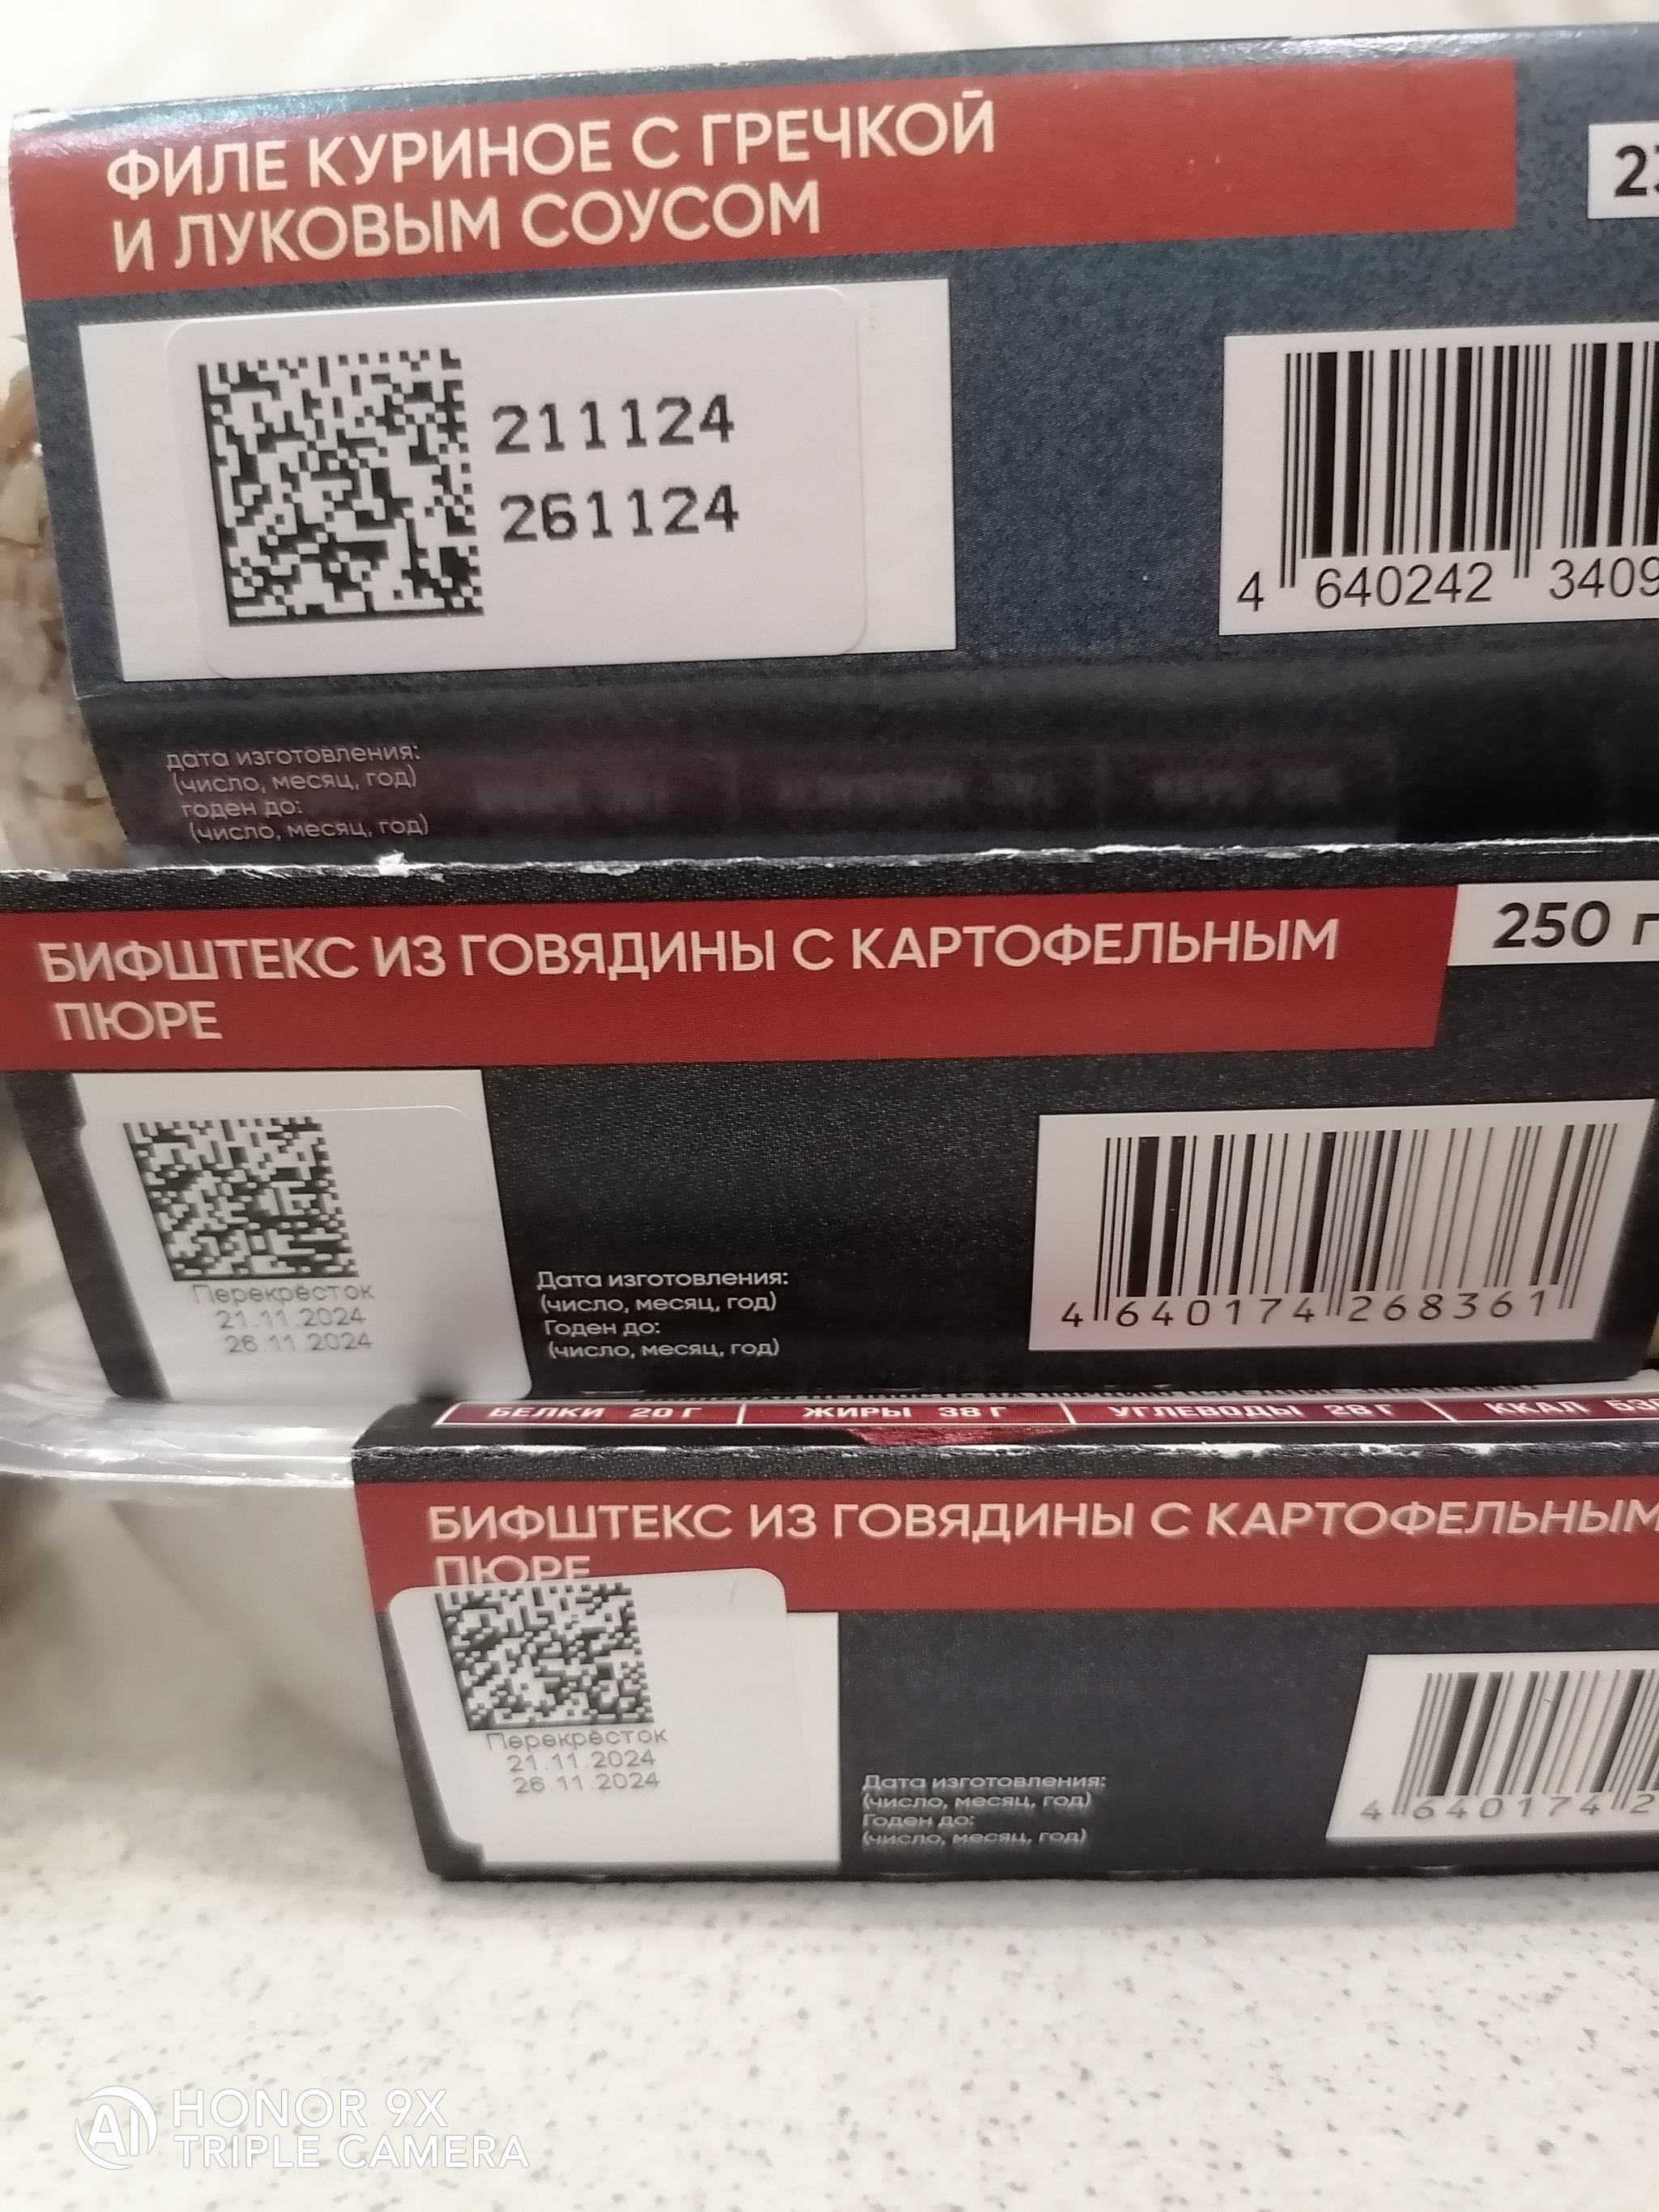 ФИЛЕ КУРИНОЕ С ГРЕЧКОЙ
И ЛУКОВЫМ СОУСОМ
211124
261124
4 640242 3409
дата изготовления:
(число, месяц, год)
годен до:
(число, месяц, год)
БИФШТЕКС ИЗ ГОВЯДИНЫ С КАРТОФЕЛЬНЫМ
ПЮРЕ
250 г
Перекрёсток
21.11.2024
26.11.2024
Дата изготовления:
(число, месяц, год)
Годен до:
(число, месяц, год)
4 640174 268361
БЕЛКИ 20 Г
ЖИРЫ 38 Г
УГЛЕВОДЫ 28 Г
ККАЛ
БИФШТЕКС ИЗ ГОВЯДИНЫ С КАРТОФЕЛЬНЫМ
ПЮРЕ
Перекрёсток
21.11.2024
26.11.2024
Дата изготовления:
(число, месяц, год)
Годен до:
(число, месяц, год)
4 640174 2
HONOR 9X
AI TRIPLE CAMERA